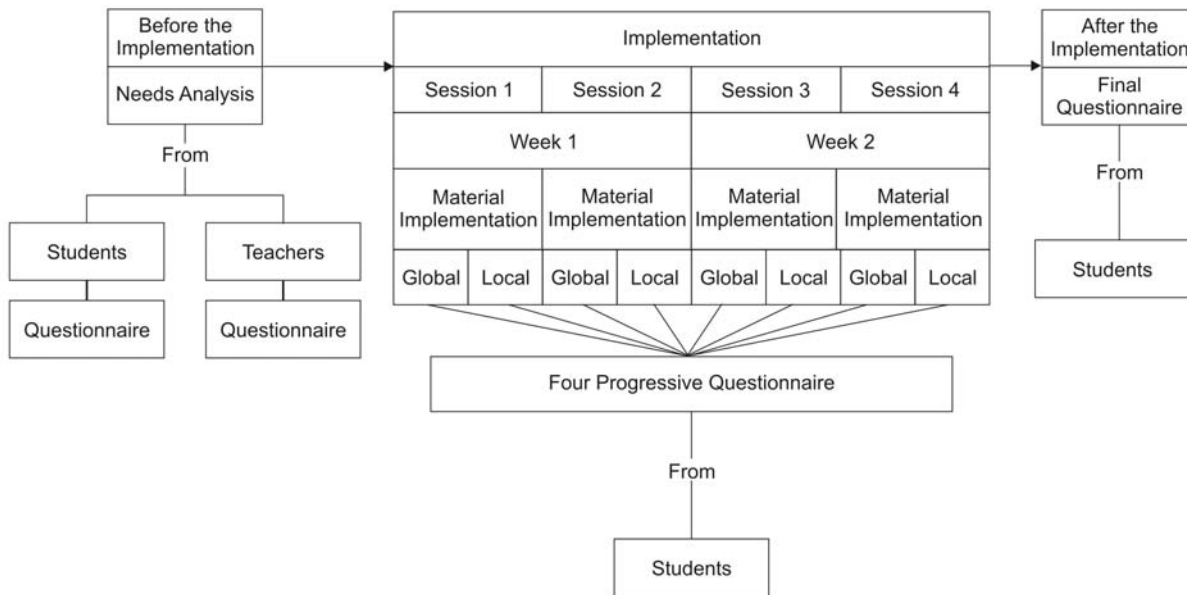 Before the
Implementation
Needs Analysis
From
Students
Teachers
Questionnaire
Questionnaire
Implementation
Session 1
Session 2
Session 3
Session 4
Week 1
Week 2
Material
Implementation
Material
Implementation
Material
Implementation
Material
Implementation
Global
Local
Global
Local
Global
Local
Global
Local
Four Progressive Questionnaire
From
Students
After the
Implementation
Final
Questionnaire
From
Students